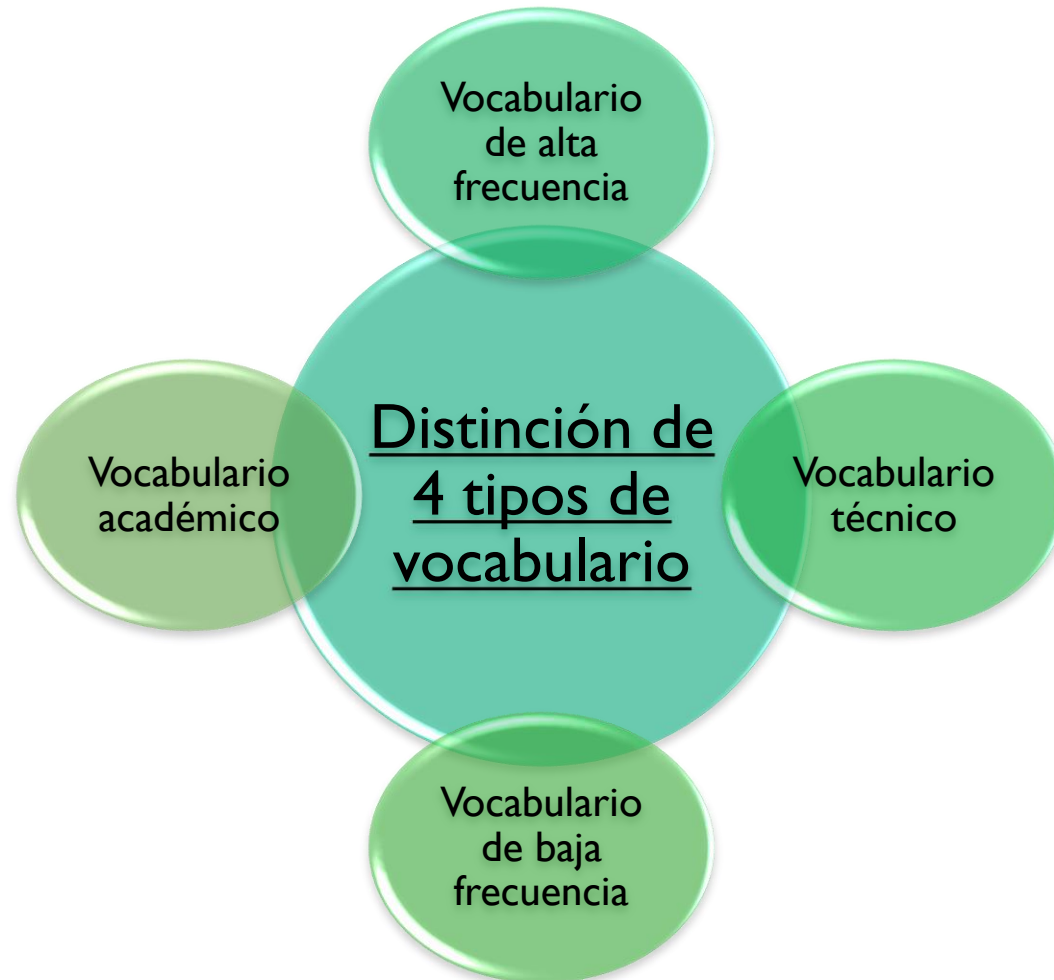 Vocabulario
de alta
frecuencia
Distinción de
4 tipos de
vocabulario
Vocabulario
académico
Vocabulario
técnico
Vocabulario
de baja
frecuencia